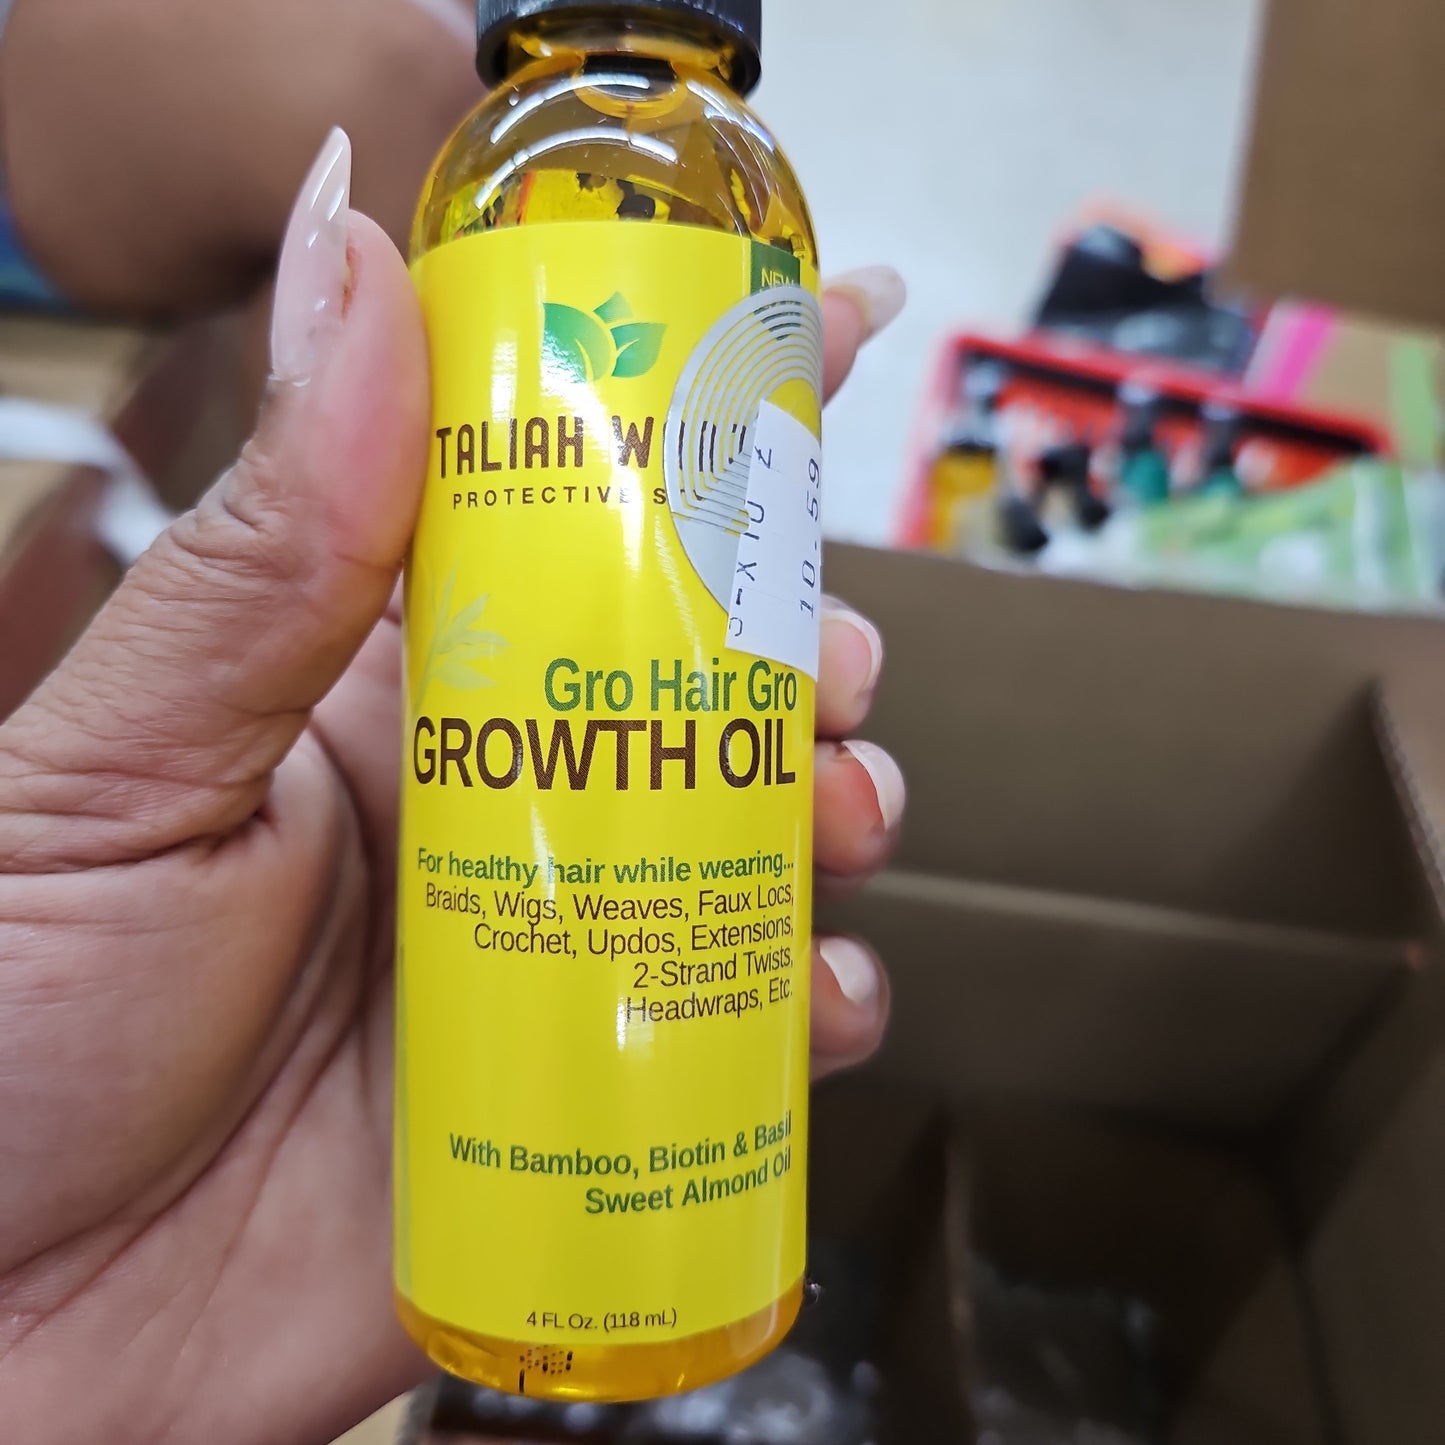 NEW
TALIAH
PROTECTIVE
10.59
Gro Hair Gro
GROWTH OIL
For healthy hair while wearing...
Braids, Wigs, Weaves, Faux Locs,
Crochet, Updos, Extensions,
2-Strand Twists,
Headwraps, Etc.
With Bamboo, Biotin & Basil
Sweet Almond Oil
4 FL Oz. (118 mL)